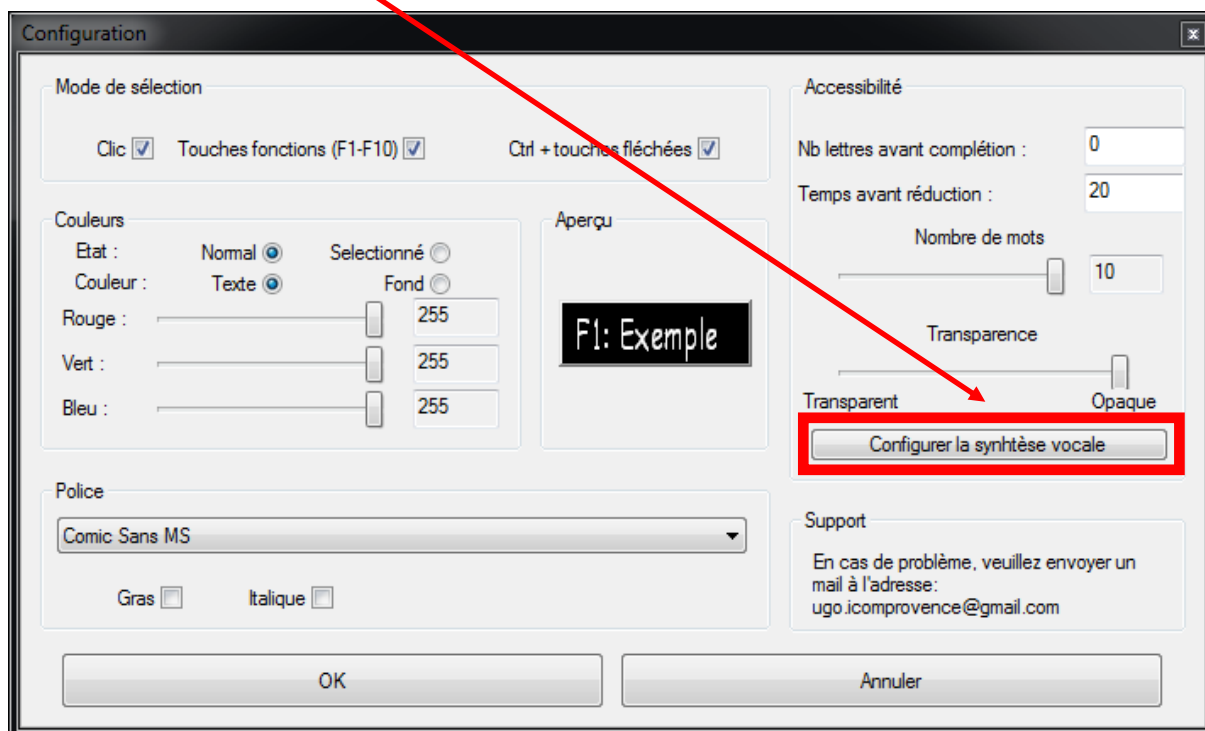 Configuration
Mode de sélection
Clic
Touches fonctions (F1-F10)
Ctrl + touches fléchées
Couleurs
Etat :
Normal
Selectionné
Couleur :
Texte
Fond
Rouge :
255
Vert :
255
Bleu :
255
Aperçu
F1: Exemple
Police
Comic Sans MS
Gras
Italique
Accessibilité
Nb lettres avant complétion :
0
Temps avant réduction :
20
Nombre de mots
10
Transparence
Transparent
Opaque
Configurer la synhtèse vocale
Support
En cas de problème, veuillez envoyer un
mail à l'adresse:
ugo.icomprovence@gmail.com
OK
Annuler